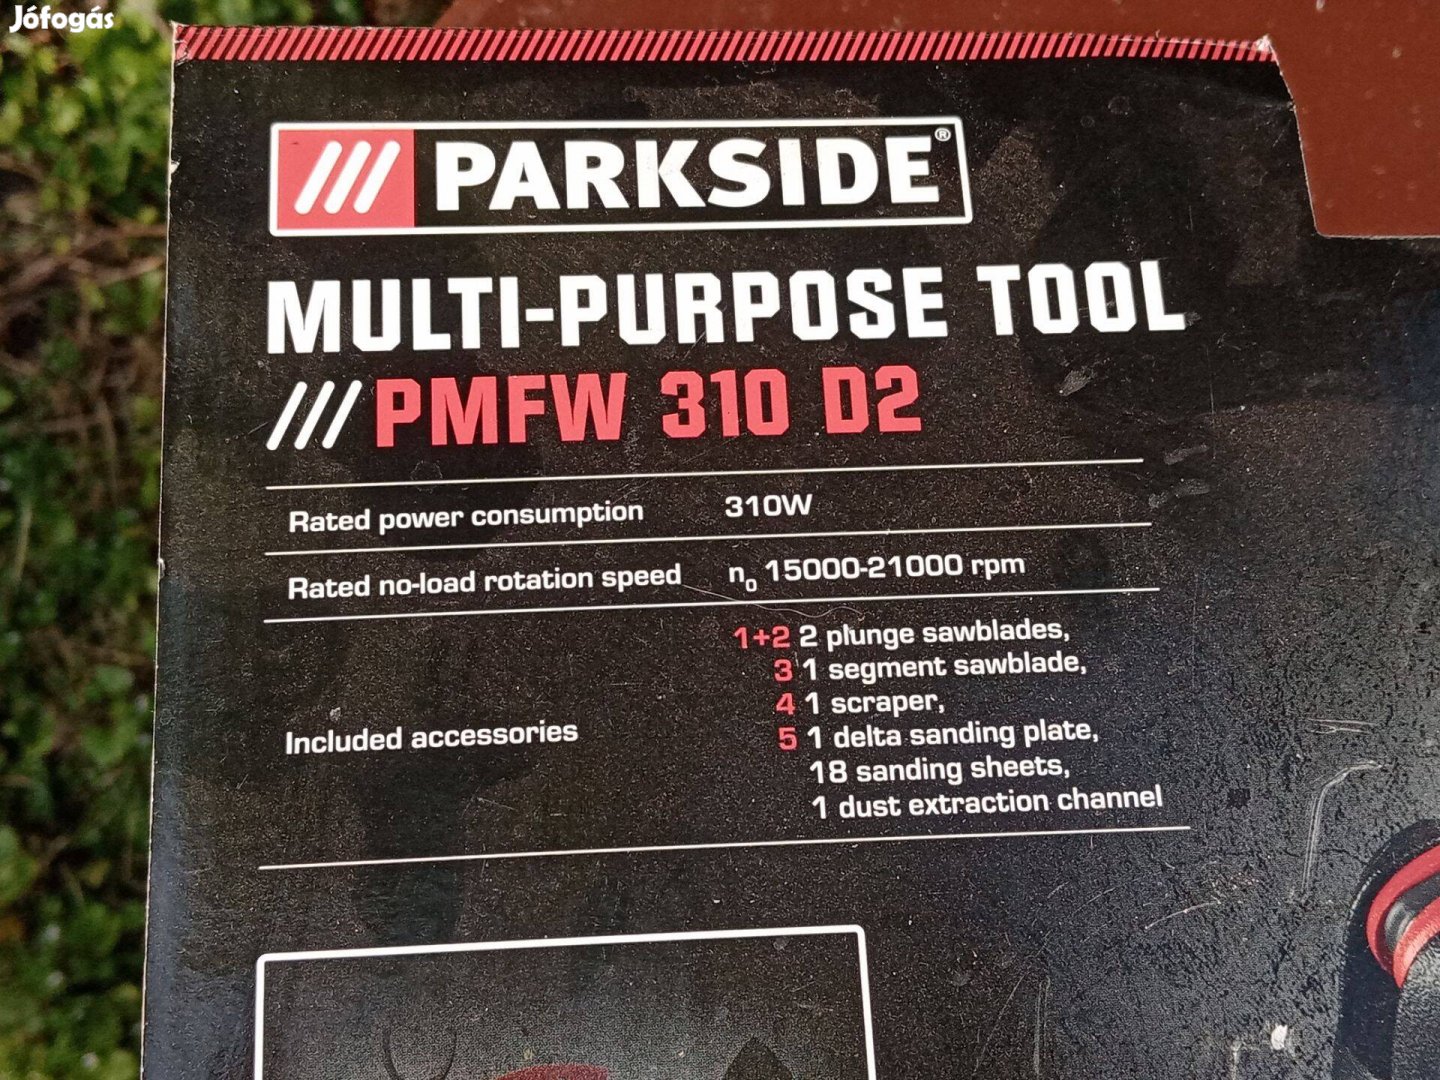 Jófogás
PARKSIDE®
MULTI-PURPOSE TOOL
PMFW 310 D2
Rated power consumption 310W
Rated no-load rotation speed n₀ 15000-21000 rpm
1+2 2 plunge sawblades,
3 1 segment sawblade,
4 1 scraper,
Included accessories
5 1 delta sanding plate,
18 sanding sheets,
1 dust extraction channel